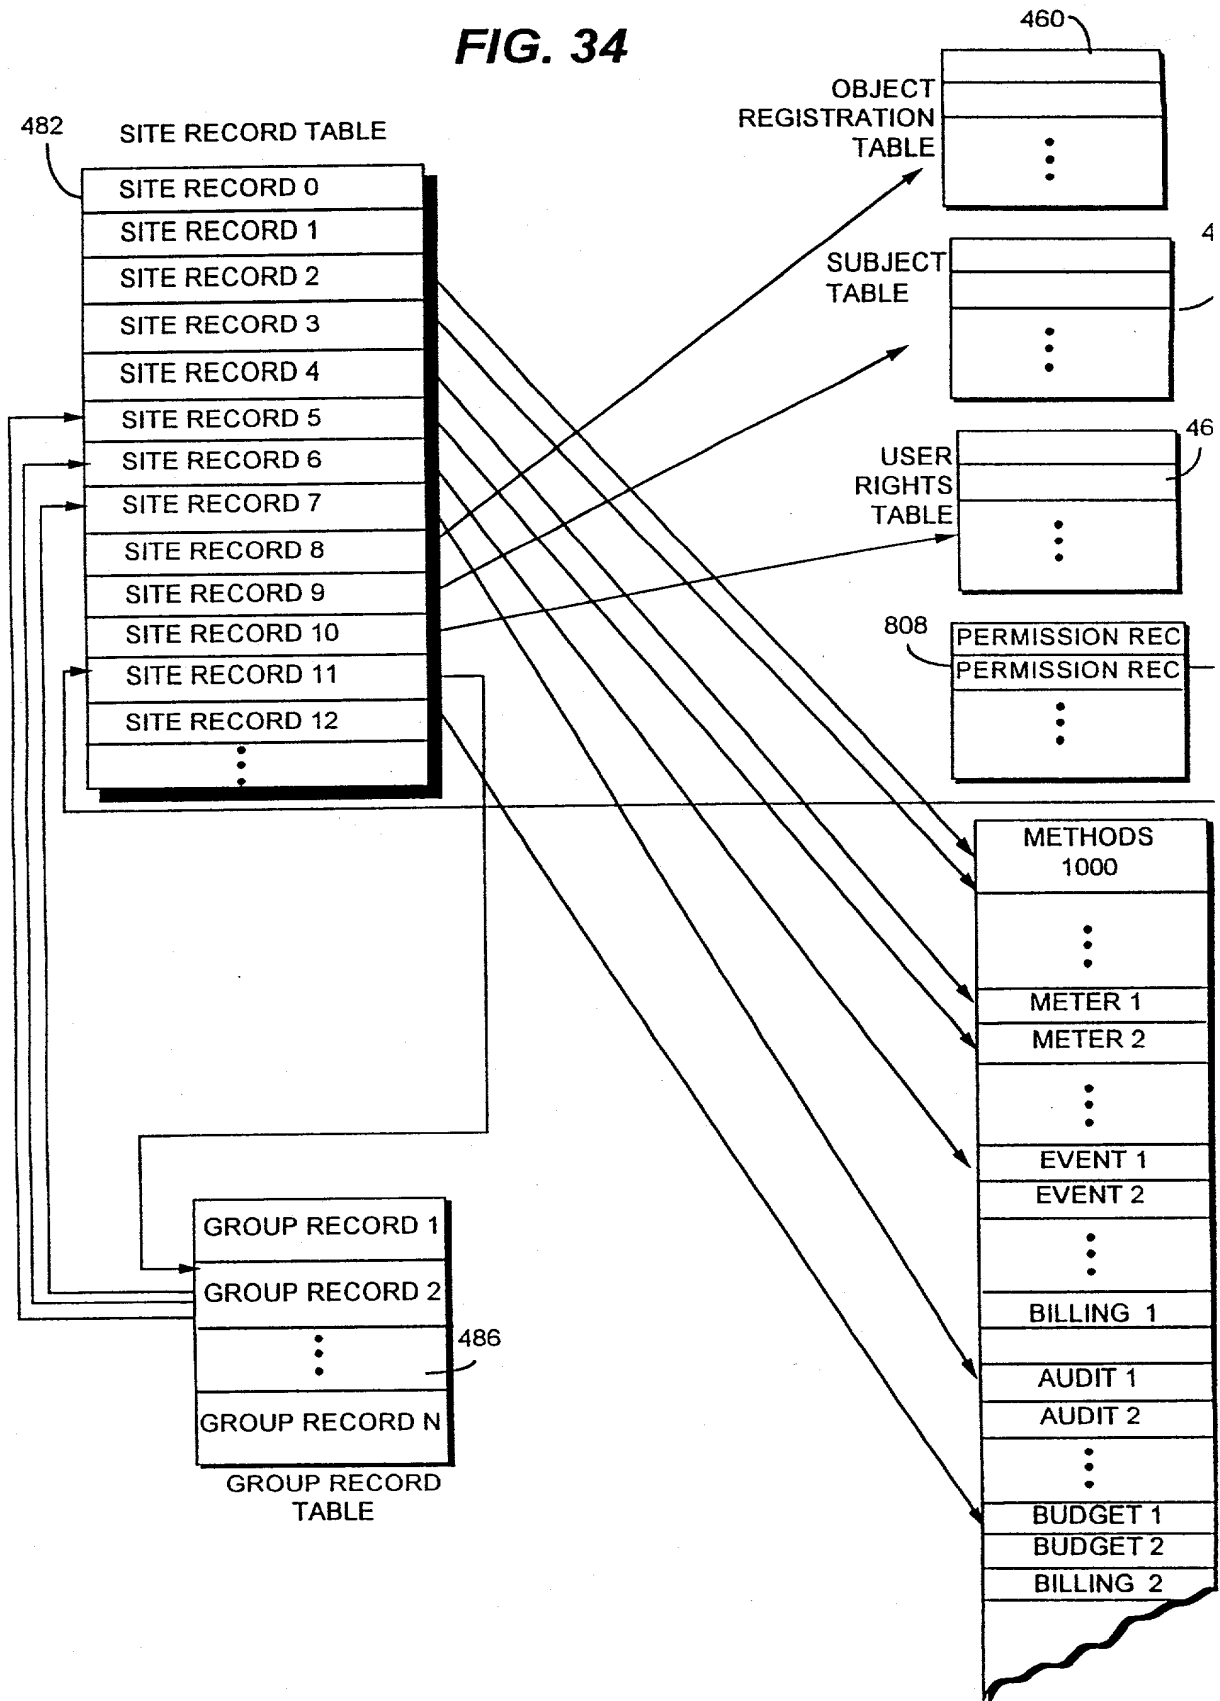 FIG. 34
460
OBJECT
REGISTRATION
TABLE
482
SITE RECORD TABLE
SITE RECORD 0
SITE RECORD 1
SITE RECORD 2
SITE RECORD 3
SITE RECORD 4
SITE RECORD 5
SITE RECORD 6
SITE RECORD 7
SITE RECORD 8
SITE RECORD 9
SITE RECORD 10
SITE RECORD 11
SITE RECORD 12
4
SUBJECT
TABLE
46
USER
RIGHTS
TABLE
808
PERMISSION REC
PERMISSION REC
METHODS
1000
METER 1
METER 2
EVENT 1
EVENT 2
BILLING 1
AUDIT 1
AUDIT 2
BUDGET 1
BUDGET 2
BILLING 2
GROUP RECORD 1
GROUP RECORD 2
486
GROUP RECORD N
GROUP RECORD
TABLE